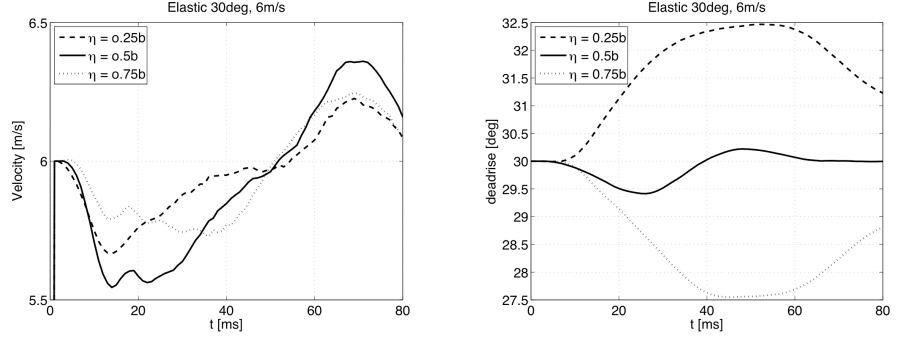 Elastic 30deg, 6m/s
6.5
6
5.5
Velocity [m/s]
η = o.25b
η = o.5b
η = o.75b
0 20 40 60 80
t [ms]
Elastic 30deg, 6m/s
32.5
32
31.5
31
30.5
30
29.5
29
28.5
28
27.5
deadrise [deg]
η = 0.25b
η = 0.5b
η = 0.75b
0 20 40 60 80
t [ms]